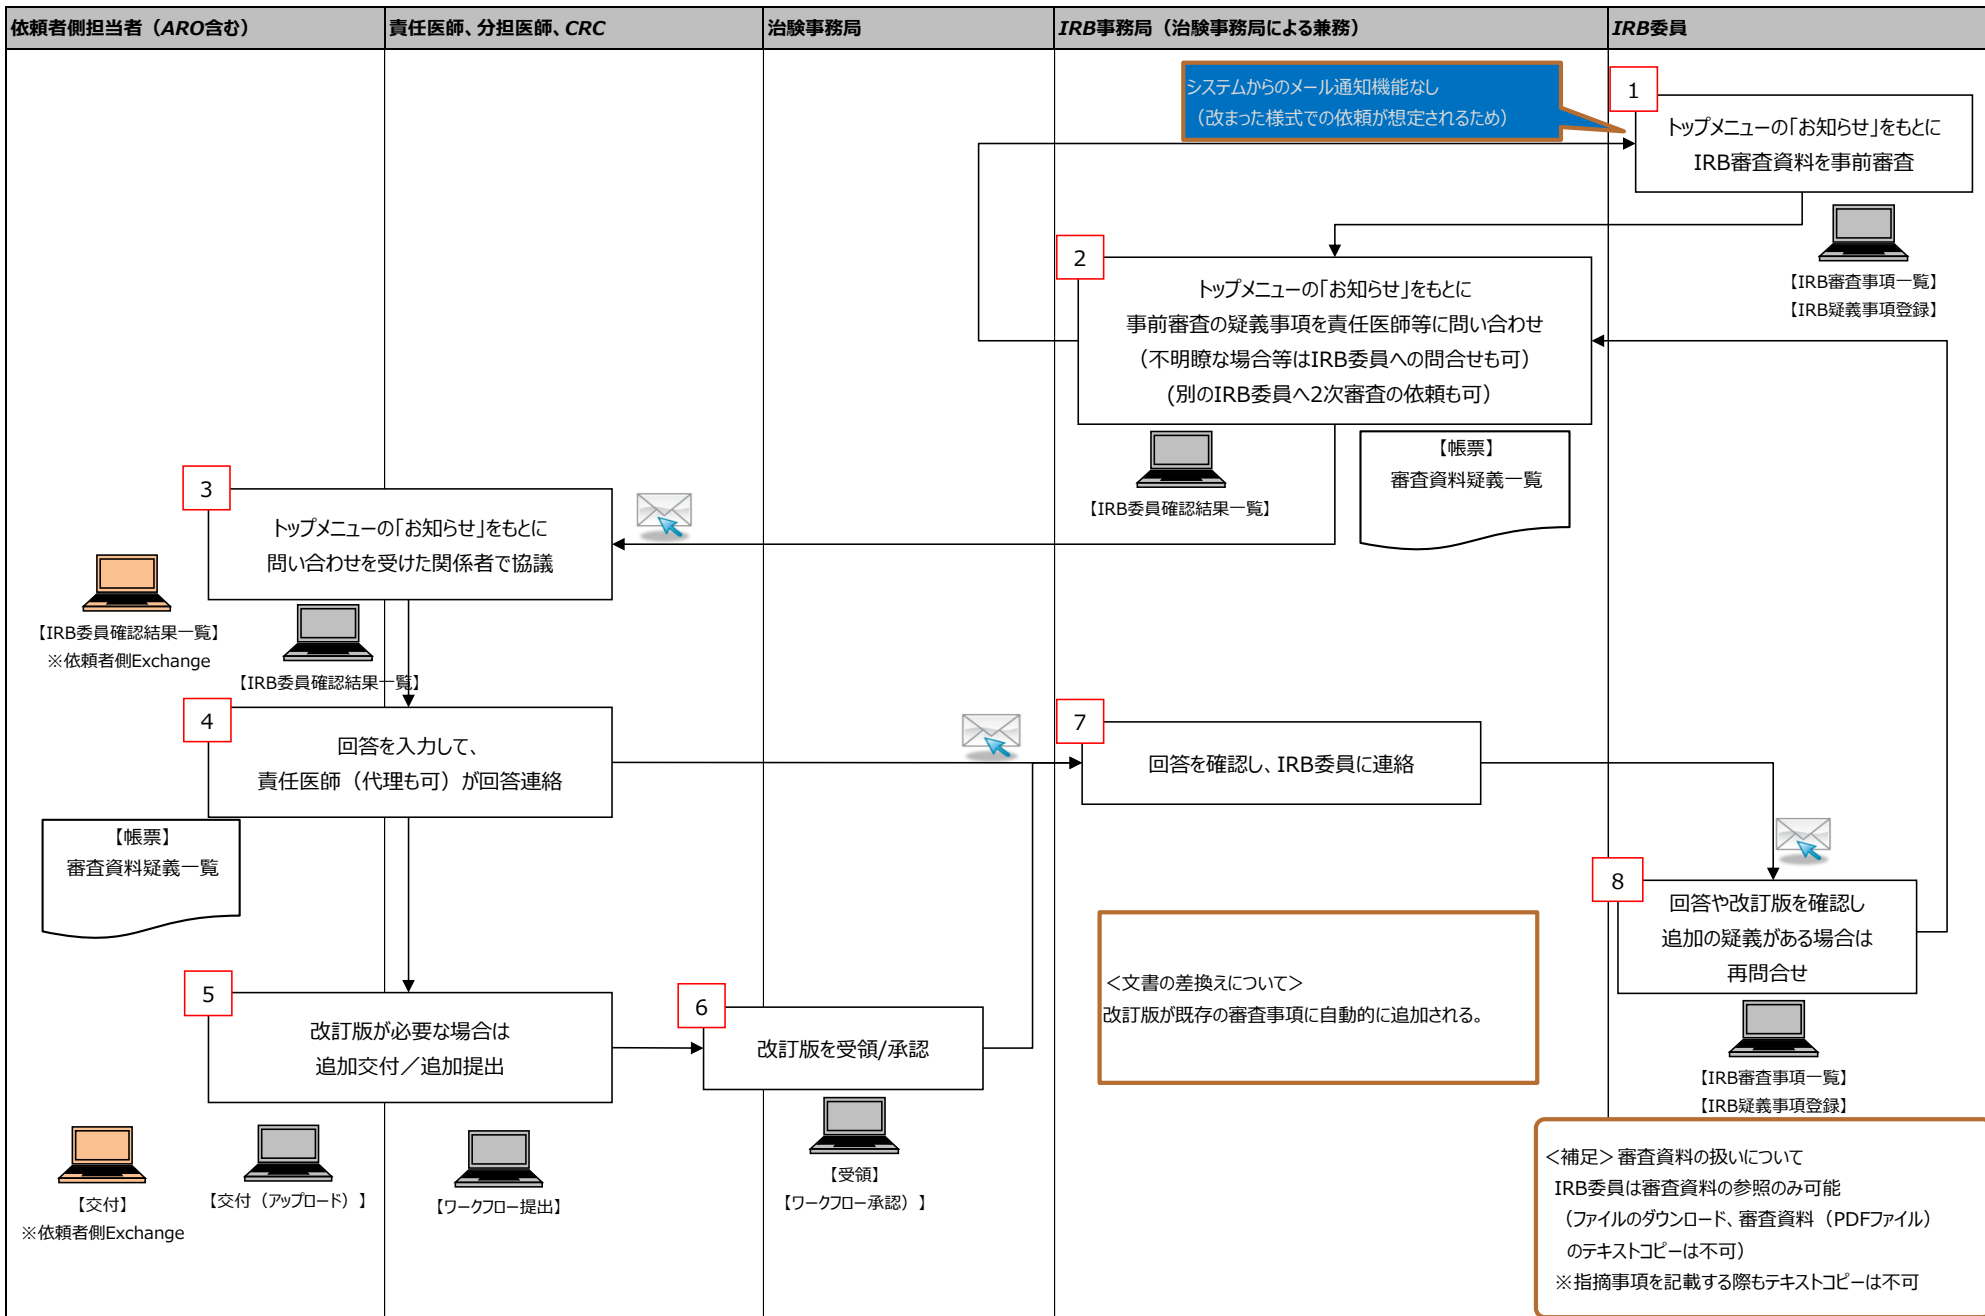 依頼者側担当者（ARO含む）
責任医師、分担医師、CRC
治験事務局
IRB事務局（治験事務局による兼務）
IRB委員
システムからのメール通知機能なし
（改まった様式での依頼が想定されるため）
1
トップメニューの「お知らせ」をもとに
IRB審査資料を事前審査
【IRB審査事項一覧】
【IRB疑義事項登録】
2
トップメニューの「お知らせ」をもとに
事前審査の疑義事項を責任医師等に問い合わせ
（不明瞭な場合等はIRB委員への問合せも可）
(別のIRB委員へ2次審査の依頼も可）
【IRB委員確認結果一覧】
【帳票】
審査資料疑義一覧
3
トップメニューの「お知らせ」をもとに
問い合わせを受けた関係者で協議
【IRB委員確認結果一覧】
※依頼者側Exchange
【IRB委員確認結果一覧】
4
回答を入力して、
責任医師（代理も可）が回答連絡
【帳票】
審査資料疑義一覧
7
回答を確認し、IRB委員に連絡
8
回答や改訂版を確認し
追加の疑義がある場合は
再問合せ
【IRB審査事項一覧】
【IRB疑義事項登録】
5
改訂版が必要な場合は
追加交付／追加提出
【交付】
※依頼者側Exchange
【交付（アップロード）】
【ワークフロー提出】
6
改訂版を受領/承認
【受領】
【ワークフロー承認）】
＜文書の差換えについて＞
改訂版が既存の審査事項に自動的に追加される。
＜補足＞審査資料の扱いについて
IRB委員は審査資料の参照のみ可能
（ファイルのダウンロード、審査資料（PDFファイル）
のテキストコピーは不可）
※指摘事項を記載する際もテキストコピーは不可